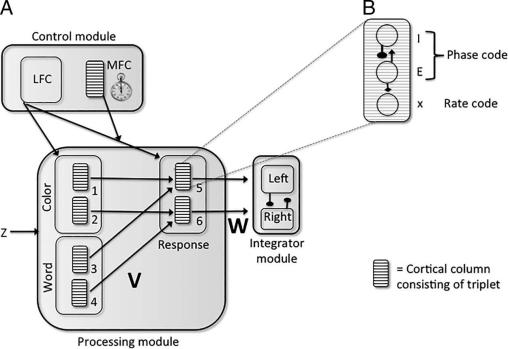 A
B
Control module
LFC
MFC
I
E
x
Phase code
Rate code
Color
Word
1
2
3
4
5
6
Response
Left
Right
Z
V
W
Integrator
module
Processing module
= Cortical column
consisting of triplet